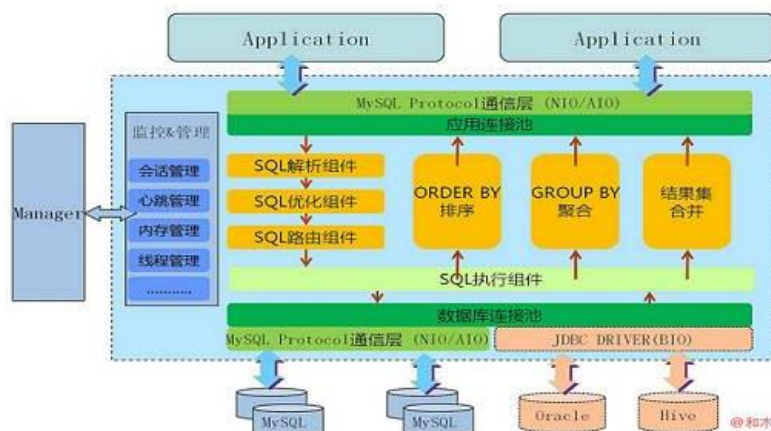 Application
Application
MySQL Protocol通信层 (NIO/AIO)
应用连接池
监控&管理
会话管理
心跳管理
内存管理
线程管理
...........
Manager
SQL解析组件
SQL优化组件
SQL路由组件
ORDER BY
排序
GROUP BY
聚合
结果集
合并
SQL执行组件
数据库连接池
MySQL Protocol通信层 (NIO/AIO)
JDBC DRIVER(BIO)
MySQL
MySQL
Oracle
Hive
@和木